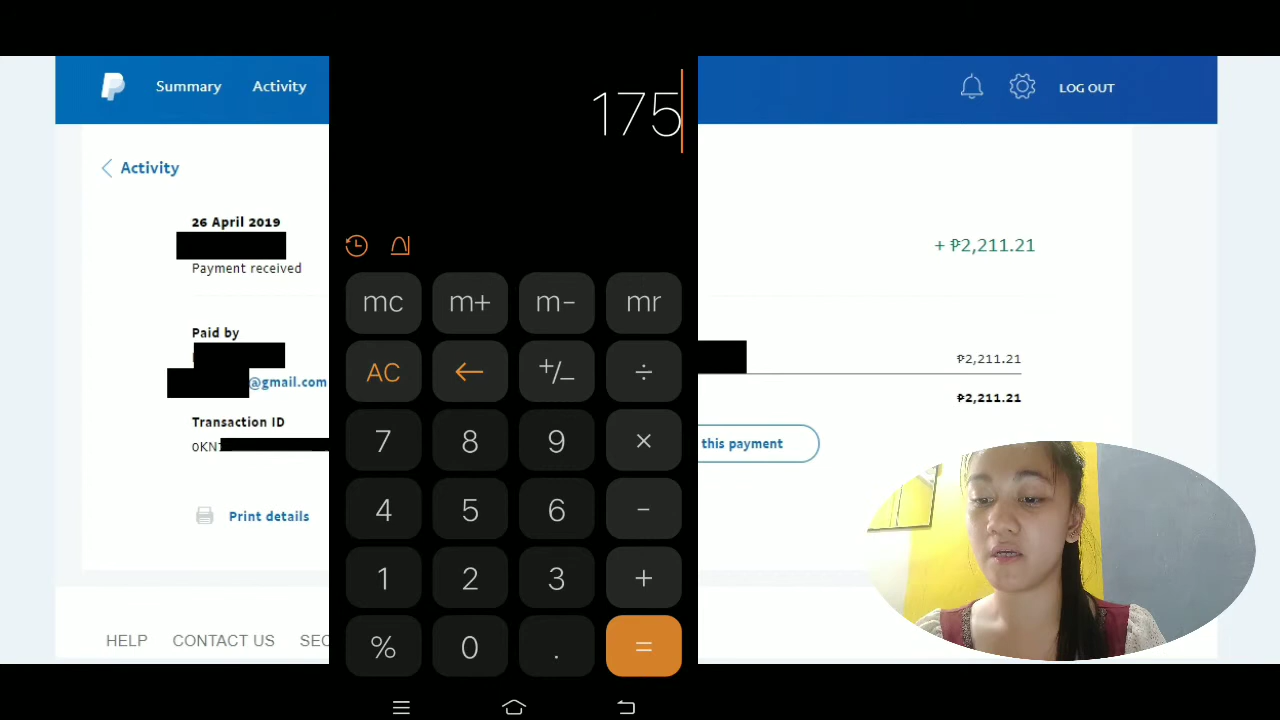 Summary Activity
LOG OUT
175
Activity
26 April 2019
Payment received
+ ₱2,211.21
Paid by
@gmail.com
₱2,211.21
₱2,211.21
Transaction ID
this payment
Print details
mc m+ m- mr
AC ← +/− ÷
7 8 9 ×
4 5 6 -
1 2 3 +
% 0 . =
HELP CONTACT US